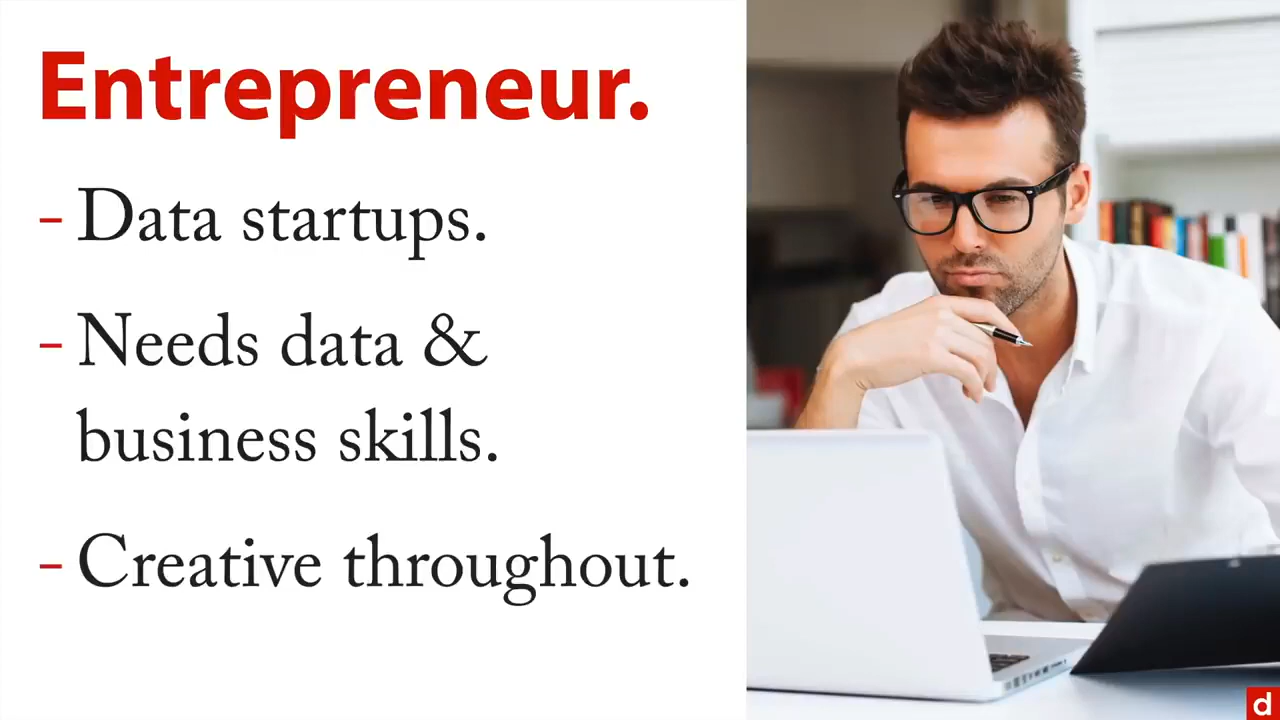 Entrepreneur.
- Data startups.
- Needs data &
business skills.
- Creative throughout.
d